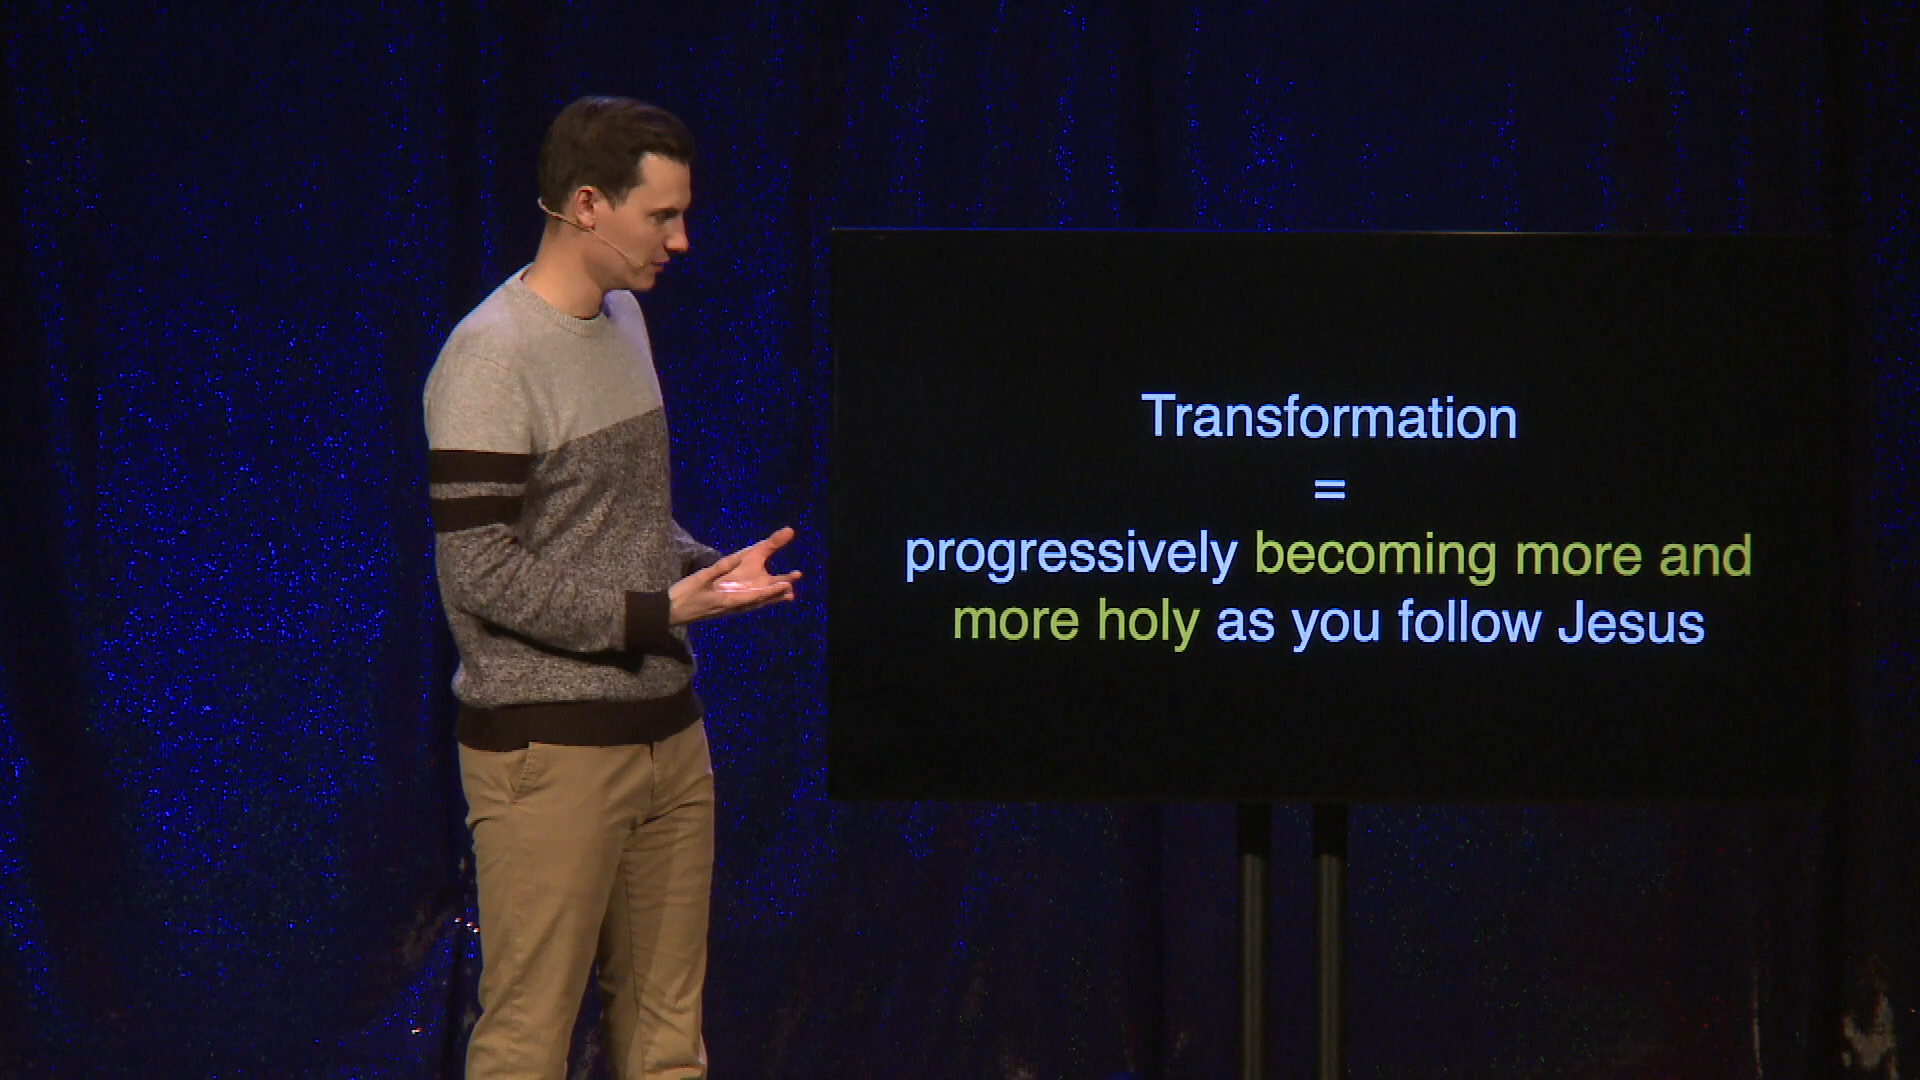 Transformation
=
progressively becoming more and
more holy as you follow Jesus